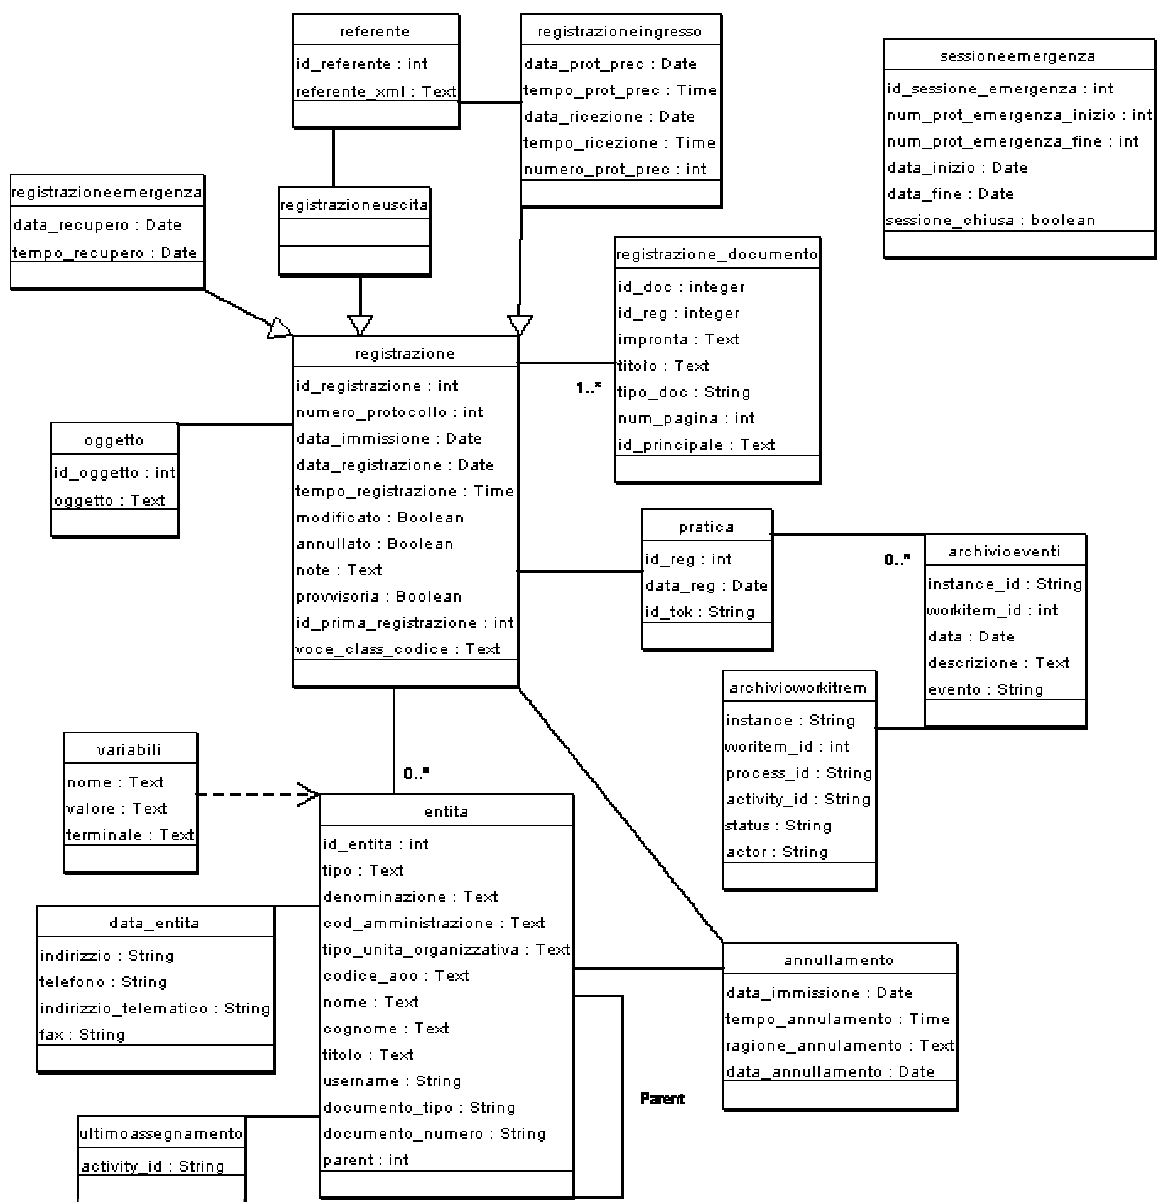 referente
id_referente : int
referente_xml : Text
registrazioneingresso
data_prot_prec : Date
tempo_prot_prec : Time
data_ricezione : Date
tempo_ricezione : Time
numero_prot_prec : int
sessioneemergenza
id_sessione_emergenza : int
num_prot_emergenza_inizio : int
num_prot_emergenza_fine : int
data_inizio : Date
data_fine : Date
sessione_chiusa : boolean
registrazioneemergenza
data_recupero : Date
tempo_recupero : Date
registrazioneuscita
registrazione_documento
id_doc : integer
id_reg : integer
impronta : Text
titolo : Text
tipo_doc : String
num_pagina : int
id_principale : Text
1..*
registrazione
id_registrazione : int
numero_protocollo : int
data_immissione : Date
data_registrazione : Date
tempo_registrazione : Time
modificato : Boolean
annullato : Boolean
note : Text
provvisoria : Boolean
id_prima_registrazione : int
voce_class_codice : Text
oggetto
id_oggetto : int
oggetto : Text
pratica
id_reg : int
data_reg : Date
id_tok : String
0..*
archivioeventi
instance_id : String
workitem_id : int
data : Date
descrizione : Text
evento : String
archivioworkitrem
instance : String
woritem_id : int
process_id : String
activity_id : String
status : String
actor : String
variabili
nome : Text
valore : Text
terminale : Text
0..*
entita
id_entita : int
tipo : Text
denominazione : Text
cod_amministrazione : Text
tipo_unita_organizzativa : Text
codice_aoo : Text
nome : Text
cognome : Text
titolo : Text
username : String
documento_tipo : String
documento_numero : String
parent : int
data_entita
indirizzio : String
telefono : String
indirizzio_telematico : String
fax : String
annullamento
data_immissione : Date
tempo_annulamento : Time
ragione_annulamento : Text
data_annullamento : Date
Parent
ultimoassegnamento
activity_id : String